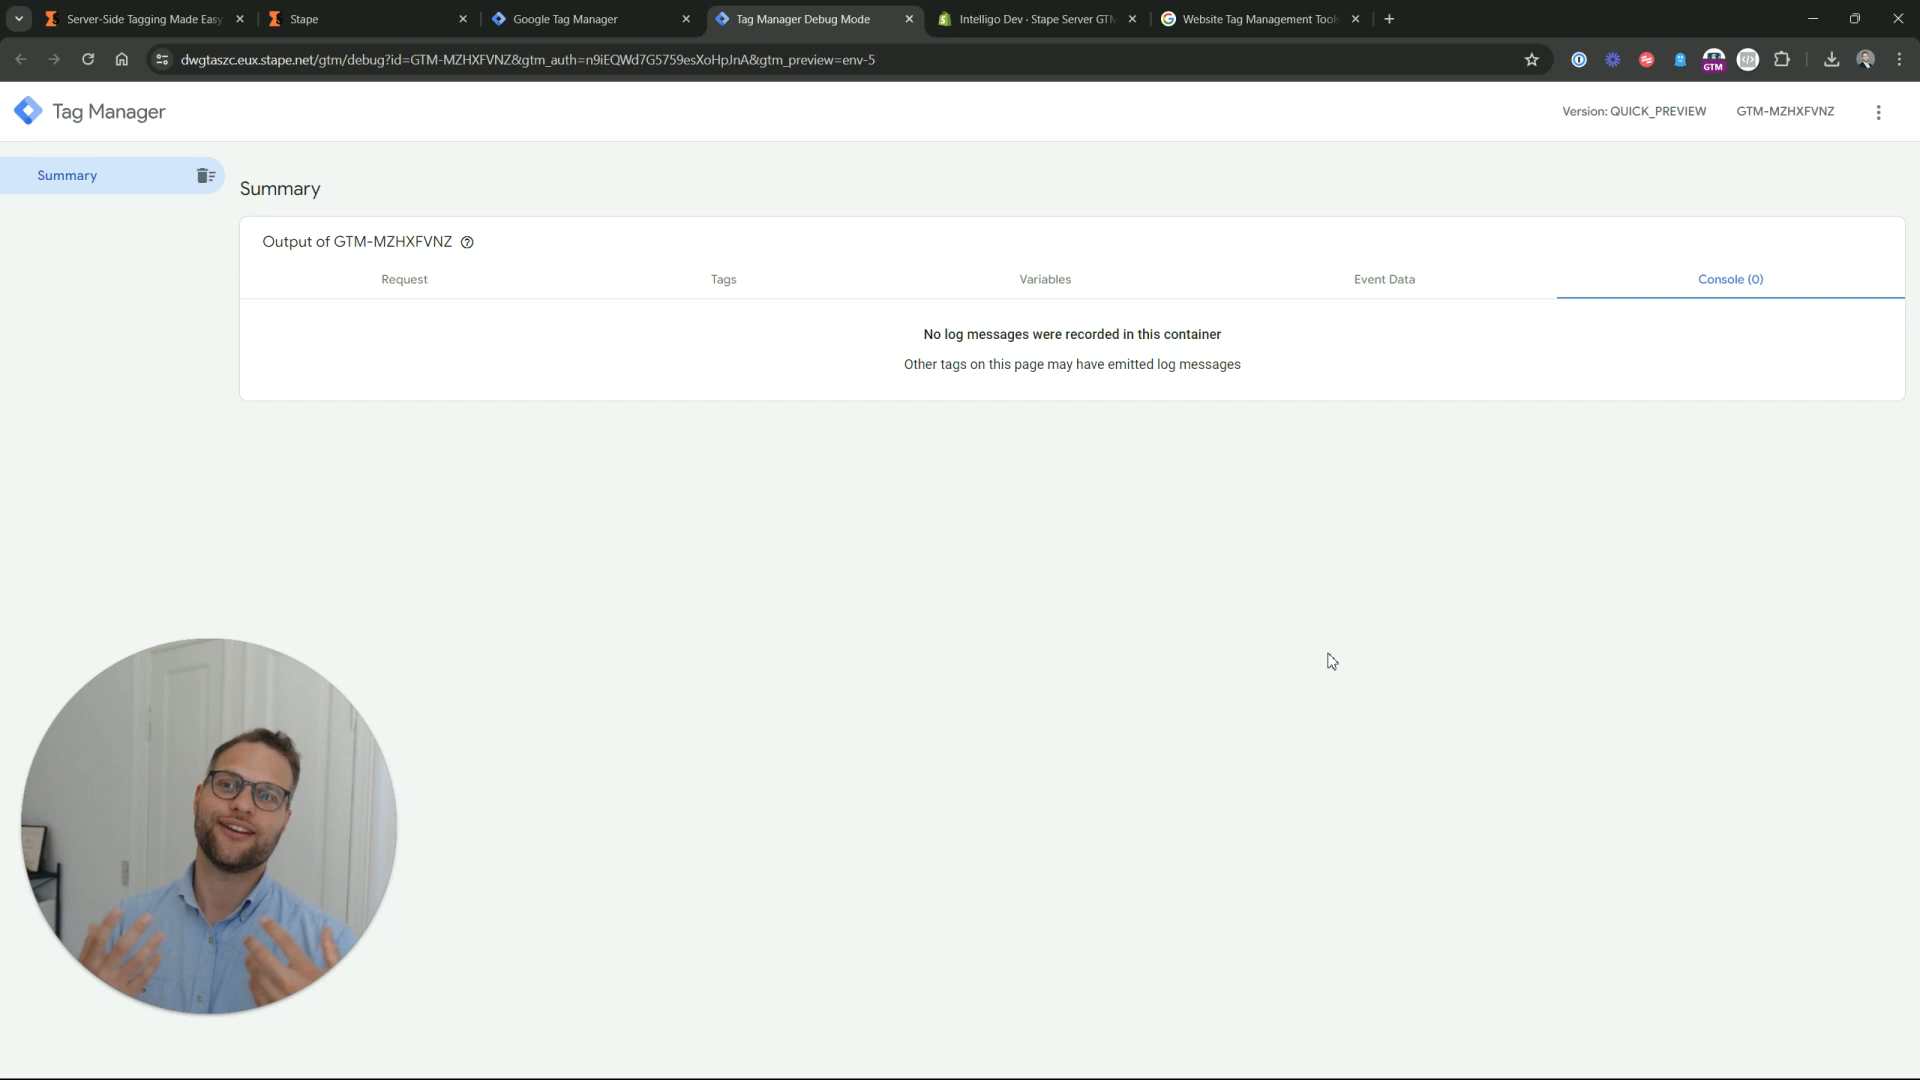 Server-Side Tagging Made Easy
Stape
Google Tag Manager
Tag Manager Debug Mode
Intelligo Dev - Stape Server GTM
Website Tag Management Tools
dwgtaszc.eux.stape.net/gtm/debug?id=GTM-MZHXFVNZ&gtm_auth=n9iEQWd7G5759esXoHpJnA&gtm_preview=env-5
GTM
Tag Manager
Version: QUICK_PREVIEW
GTM-MZHXFVNZ
Summary
Summary
Output of GTM-MZHXFVNZ
Request
Tags
Variables
Event Data
Console (0)
No log messages were recorded in this container
Other tags on this page may have emitted log messages